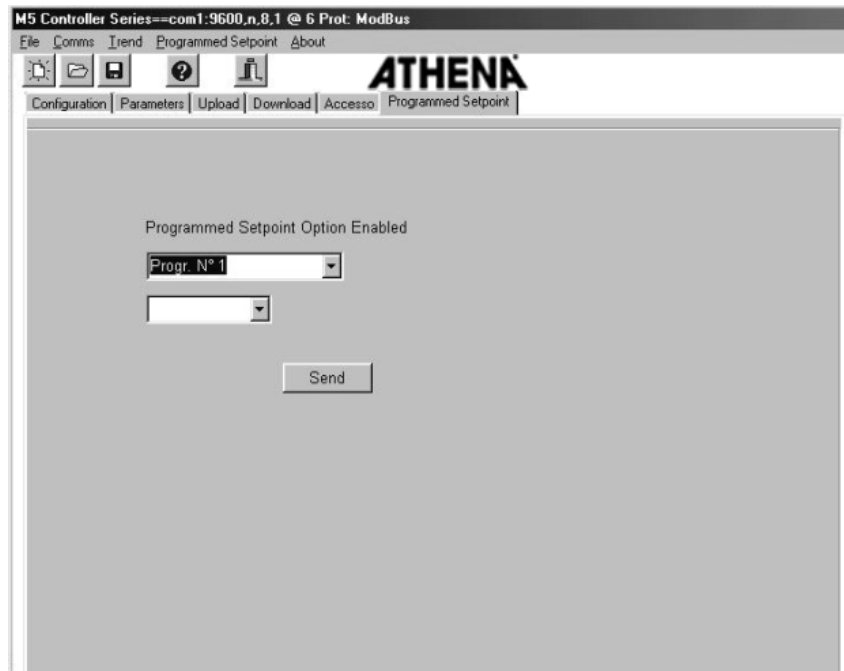 M5 Controller Series==com1:9600,n,8,1 @ 6 Prot: ModBus
File Comms Trend Programmed Setpoint About
ATHENA
Configuration Parameters Upload Download Accesso Programmed Setpoint
Programmed Setpoint Option Enabled
Progr. N° 1
Send